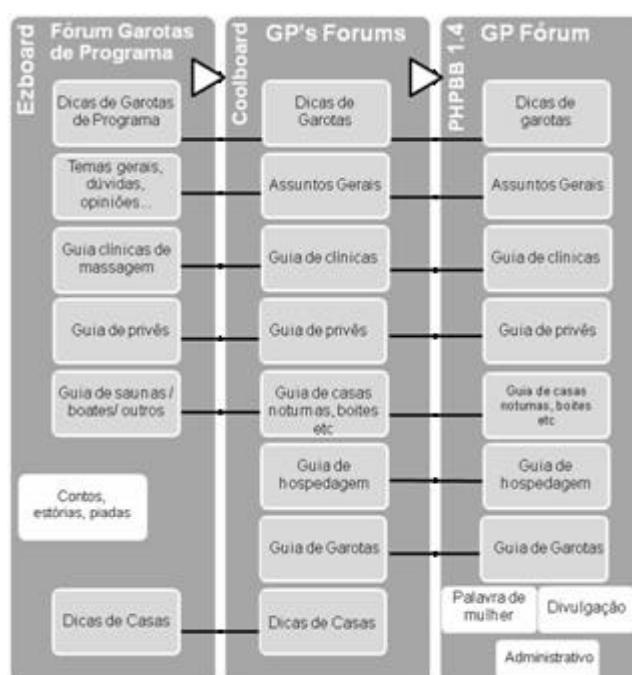 Ezboard
Fórum Garotas
de Programa
Dicas de Garotas
de Programa
Temas gerais,
dúvidas,
opiniões...
Guia clínicas de
massagem
Guia de privês
Guia de saunas /
boates/ outros
Contos,
estórias, piadas
Dicas de Casas
Coolboard
GP's Forums
Dicas de
Garotas
Assuntos Gerais
Guia de clínicas
Guia de privês
Guia de casas
noturnas, boites
etc
Guia de
hospedagem
Guia de Garotas
Dicas de Casas
PHPBB 1.4
GP Fórum
Dicas de
garotas
Assuntos Gerais
Guia de clínicas
Guia de privês
Guia de casas
noturnas, boites
etc
Guia de
hospedagem
Guia de Garotas
Palavra de
mulher
Divulgação
Administrativo